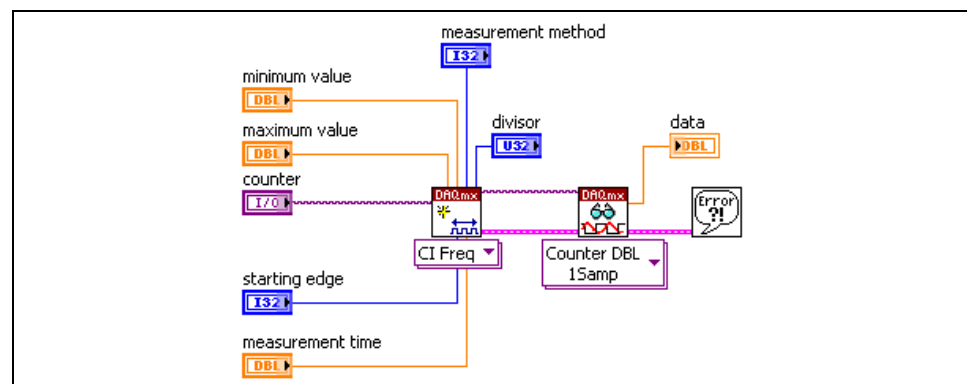 measurement method
I32
minimum value
DBL
maximum value
DBL
divisor
U32
data
DBL
counter
I/O
DAQmx
DAQmx
Error
?!
CI Freq
Counter DBL
1Samp
starting edge
I32
measurement time
DBL